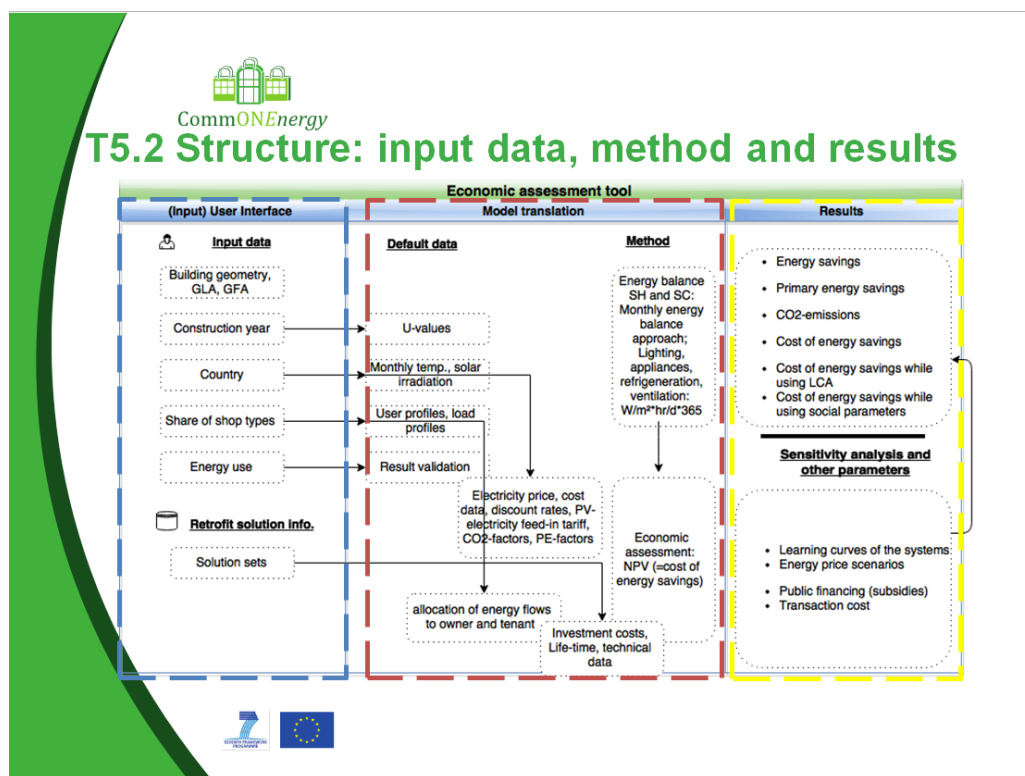 CommONEnergy
T5.2 Structure: input data, method and results
Economic assessment tool
(Input) User Interface
Model translation
Results
Input data
Building geometry,
GLA, GFA
Construction year
Country
Share of shop types
Energy use
Retrofit solution info.
Solution sets
Default data
U-values
Monthly temp., solar
irradiation
User profiles, load
profiles
Result validation
Electricity price, cost
data, discount rates, PV-
electricity feed-in tariff,
CO2-factors, PE-factors
allocation of energy flows
to owner and tenant
Investment costs,
Life-time, technical
data
Method
Energy balance
SH and SC:
Monthly energy
balance
approach;
Lighting,
appliances,
refrigeneration,
ventilation:
W/m²*hr/d*365
Economic
assessment:
NPV (=cost of
energy savings)
• Energy savings
• Primary energy savings
• CO2-emissions
• Cost of energy savings
• Cost of energy savings while
using LCA
• Cost of energy savings while
using social parameters
Sensitivity analysis and
other parameters
• Learning curves of the systems
• Energy price scenarios
• Public financing (subsidies)
• Transaction cost
SEVENTH FRAMEWORK
PROGRAMME